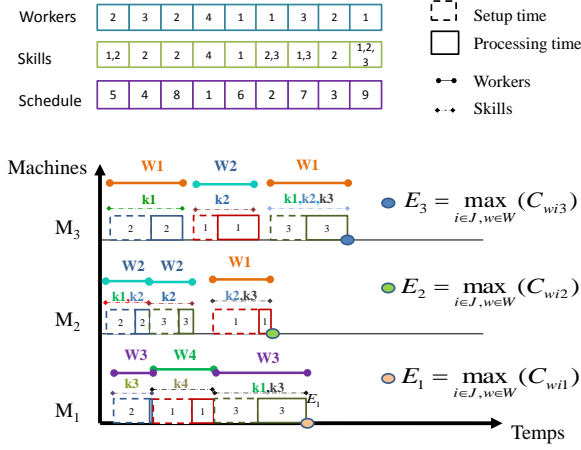 Workers 2 3 2 4 1 1 3 2 1
Setup time
Processing time
Skills 1,2 2 2 4 1 2,3 1,3 2 1,2,3
Workers
Schedule 5 4 8 1 6 2 7 3 9
Skills
Machines
W1 W2 W1
k1 k2 k1,k2,k3
M3 2 2 1 1 3 3
E3 = max i∈J,w∈W (Cwi3)
W2 W2 W1
k1,k2 k2 k2,k3
M2 2 2 3 3 1 1
E2 = max i∈J,w∈W (Cwi2)
W3 W4 W3
k3 k4 k1,k3
E1
M1 2 1 1 3 3
E1 = max i∈J,w∈W (Cwi1)
Temps